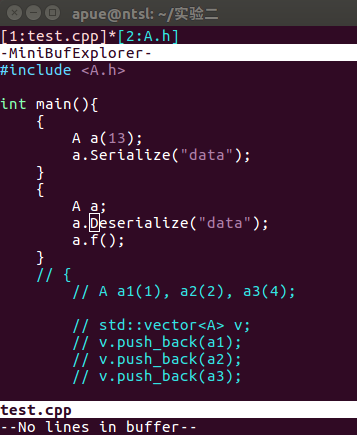 apue@ntsl: ~/实验二
[1:test.cpp]*[2:A.h]
-MiniBufExplorer-
#include <A.h>

int main(){
    {
        A a(13);
        a.Serialize("data");
    }
    {
        A a;
        a.Deserialize("data");
        a.f();
    }
    // {
        // A a1(1), a2(2), a3(4);

        // std::vector<A> v;
        // v.push_back(a1);
        // v.push_back(a2);
        // v.push_back(a3);

test.cpp
--No lines in buffer--